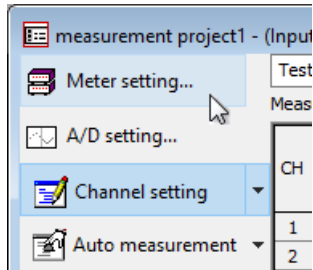 measurement project1 - (Input
Meter setting...
Test
Meas
A/D setting...
CH
Channel setting
1
Auto measurement
2